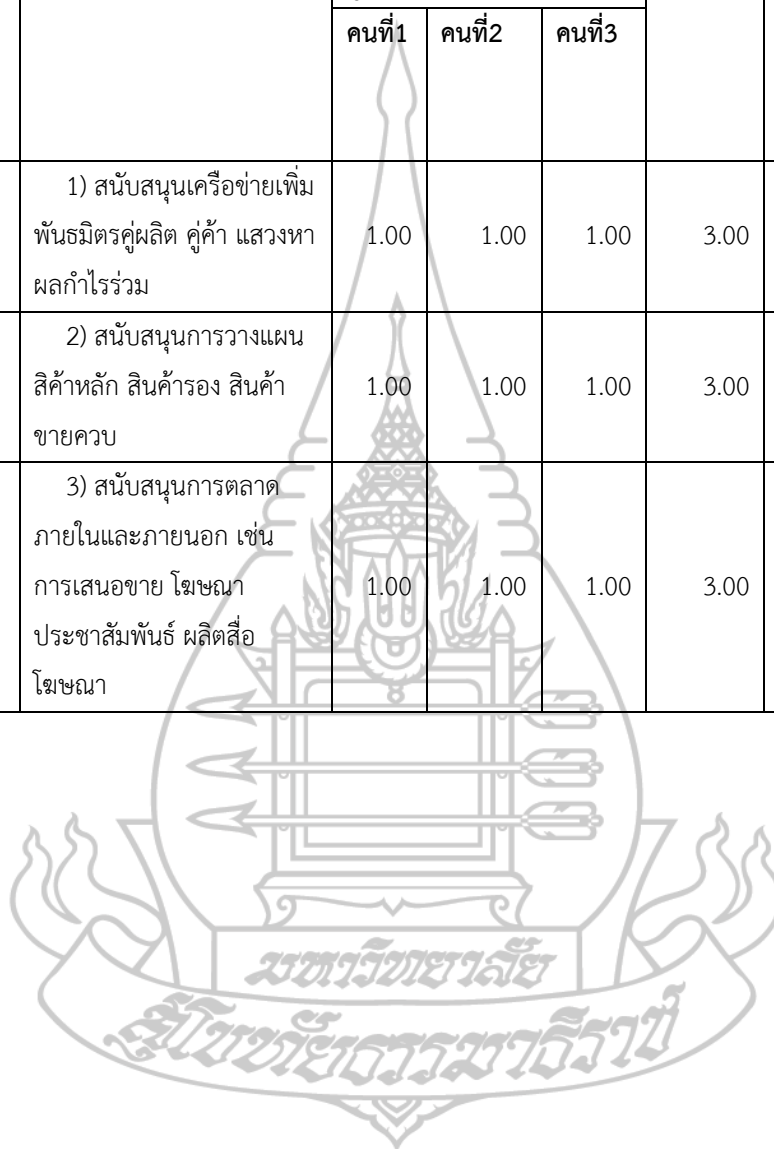 คนที่1 คนที่2 คนที่3
1) สนับสนุนเครือข่ายเพิ่ม
พันธมิตรคู่ผลิต คู่ค้า แสวงหา 1.00 1.00 1.00 3.00
ผลกำไรร่วม
2) สนับสนุนการวางแผน
สิค้าหลัก สินค้ารอง สินค้า 1.00 1.00 1.00 3.00
ขายควบ
3) สนับสนุนการตลาด
ภายในและภายนอก เช่น
การเสนอขาย โฆษณา 1.00 1.00 1.00 3.00
ประชาสัมพันธ์ ผลิตสื่อ
โฆษณา
มหาวิทยาลัย
สุโขทัยธรรมาธิราช